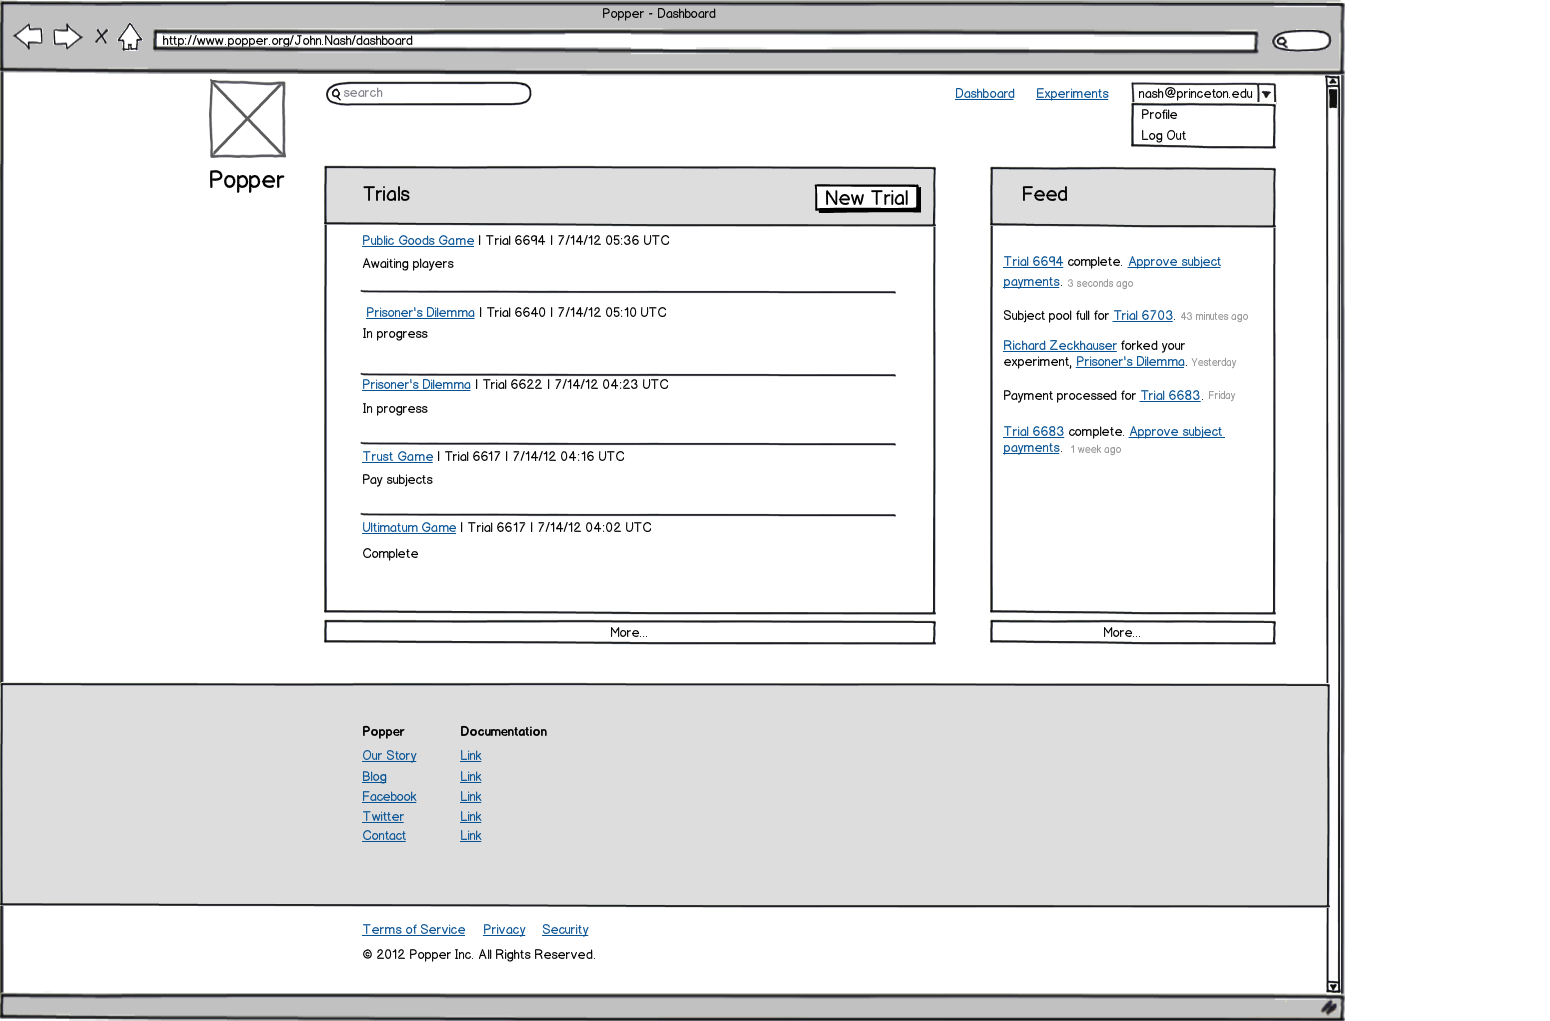 Popper - Dashboard
http://www.popper.org/John.Nash/dashboard
search
Dashboard Experiments nash@princeton.edu
Profile
Log Out
Popper
Trials New Trial
Public Goods Game | Trial 6694 | 7/14/12 05:36 UTC
Awaiting players
Prisoner's Dilemma | Trial 6640 | 7/14/12 05:10 UTC
In progress
Prisoner's Dilemma | Trial 6622 | 7/14/12 04:23 UTC
In progress
Trust Game | Trial 6617 | 7/14/12 04:16 UTC
Pay subjects
Ultimatum Game | Trial 6617 | 7/14/12 04:02 UTC
Complete
More...
Feed
Trial 6694 complete. Approve subject
payments. 3 seconds ago
Subject pool full for Trial 6703. 43 minutes ago
Richard Zeckhauser forked your
experiment, Prisoner's Dilemma. Yesterday
Payment processed for Trial 6683. Friday
Trial 6683 complete. Approve subject
payments. 1 week ago
More...
Popper
Our Story
Blog
Facebook
Twitter
Contact
Documentation
Link
Link
Link
Link
Link
Terms of Service Privacy Security
© 2012 Popper Inc. All Rights Reserved.